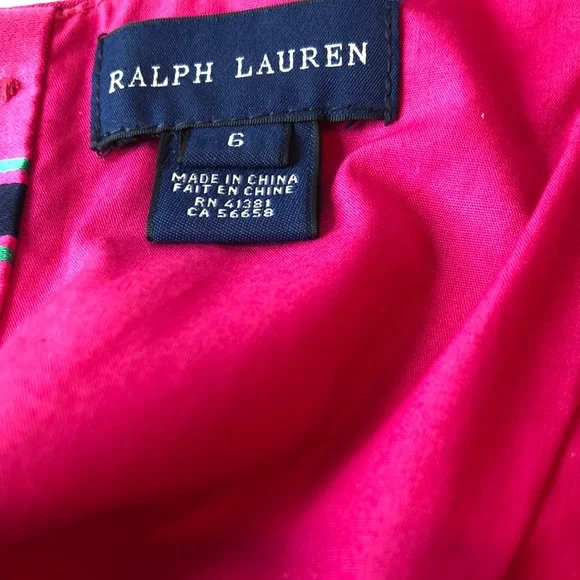 RALPH LAUREN
6
MADE IN CHINA
FAIT EN CHINE
RN 41381
CA 56658